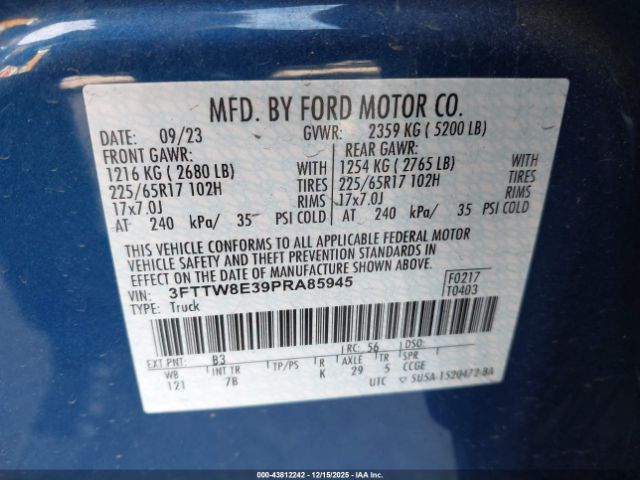 MFD. BY FORD MOTOR CO.
DATE: 09/23 GVWR: 2359 KG ( 5200 LB)
FRONT GAWR: REAR GAWR:
1216 KG ( 2680 LB) WITH 1254 KG ( 2765 LB) WITH
225/65R17 102H TIRES 225/65R17 102H TIRES
17x7.0J RIMS 17x7.0J RIMS
AT 240 kPa/ 35 PSI COLD AT 240 kPa/ 35 PSI COLD
THIS VEHICLE CONFORMS TO ALL APPLICABLE FEDERAL MOTOR
VEHICLE SAFETY AND THEFT PREVENTION STANDARDS IN
EFFECT ON THE DATE OF MANUFACTURE SHOWN ABOVE.
VIN: 3FTTW8E39PRA85945 F0217
TYPE: Truck T0403
EXT PNT: B3 RC: 56 DSO:
WB INT TR TP/PS R AXLE TR SPR
121 7B K 29 5 CCGE
UTC 5U5A-1520472-BA
000-43812242 - 12/15/2025 - IAAI.COM